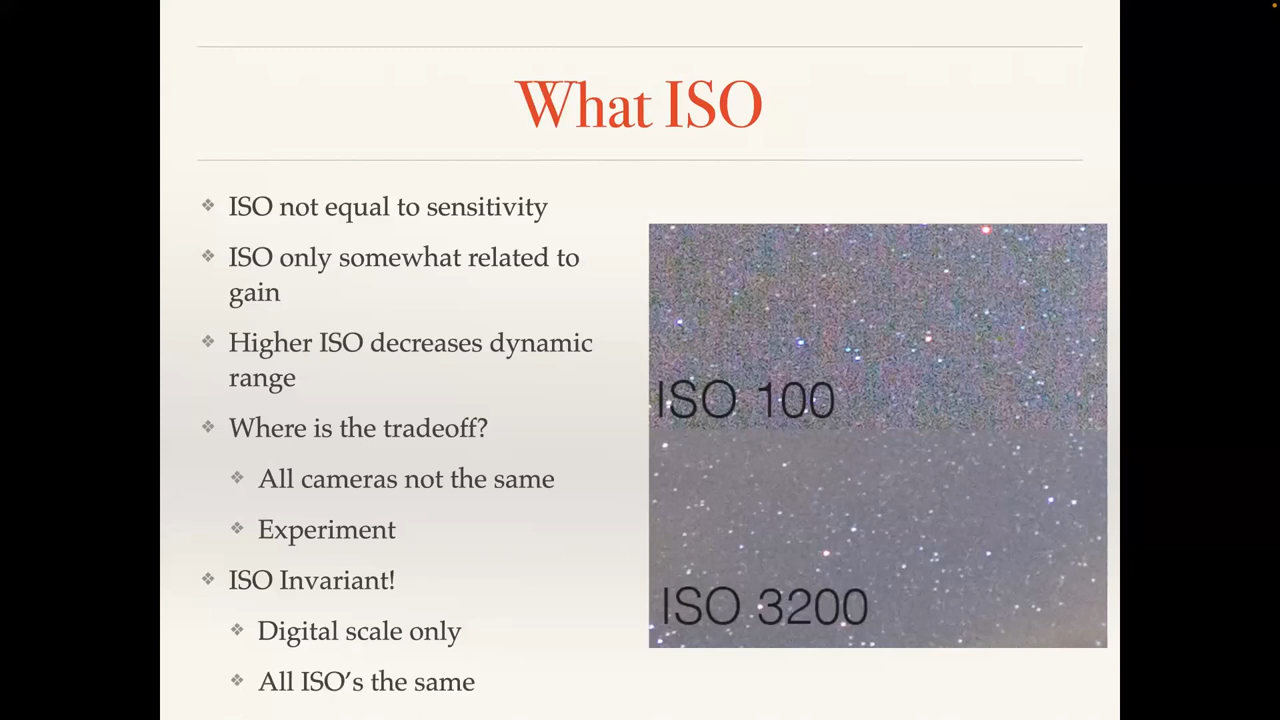 What ISO
ISO not equal to sensitivity
ISO only somewhat related to
gain
Higher ISO decreases dynamic
range
Where is the tradeoff?
All cameras not the same
Experiment
ISO Invariant!
Digital scale only
All ISO’s the same
ISO 100
ISO 3200